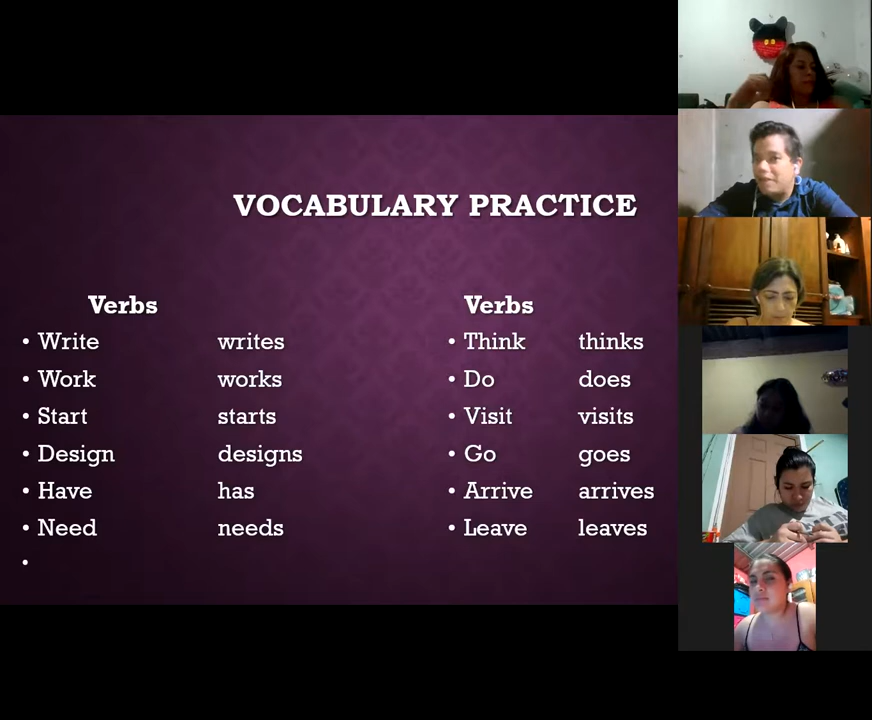 VOCABULARY PRACTICE
Verbs
• Write writes
• Work works
• Start starts
• Design designs
• Have has
• Need needs
•
Verbs
• Think thinks
• Do does
• Visit visits
• Go goes
• Arrive arrives
• Leave leaves